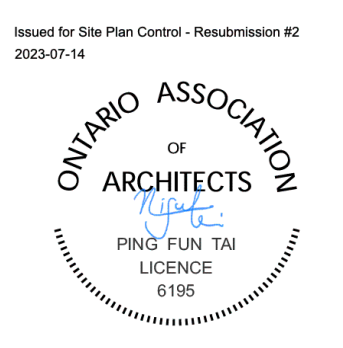 Issued for Site Plan Control - Resubmission #2
2023-07-14
ONTARIO ASSOCIATION
OF
ARCHITECTS
PING FUN TAI
LICENCE
6195